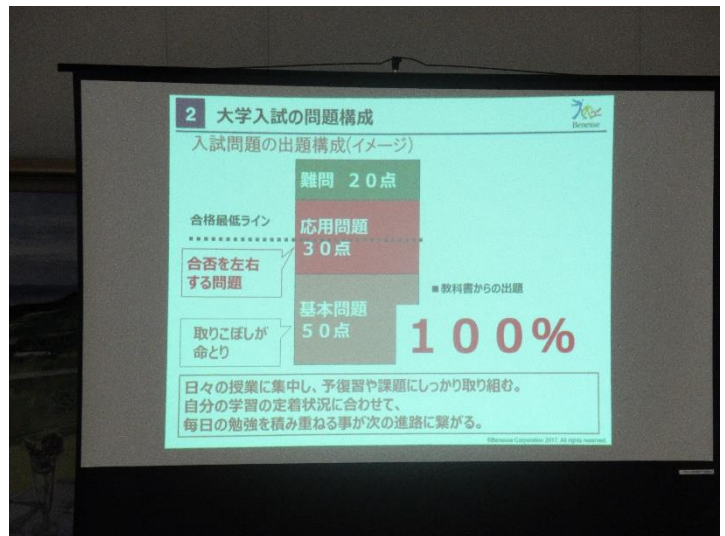 2 大学入試の問題構成
Benesse
入試問題の出題構成(イメージ)
難問 20点
合格最低ライン
応用問題
30点
合否を左右
する問題
■教科書からの出題
基本問題
50点
100%
取りこぼしが
命とり
日々の授業に集中し、予復習や課題にしっかり取り組む。
自分の学習の定着状況に合わせて、
毎日の勉強を積み重ねる事が次の進路に繋がる。
©Benesse Corporation 2017. All rights reserved.